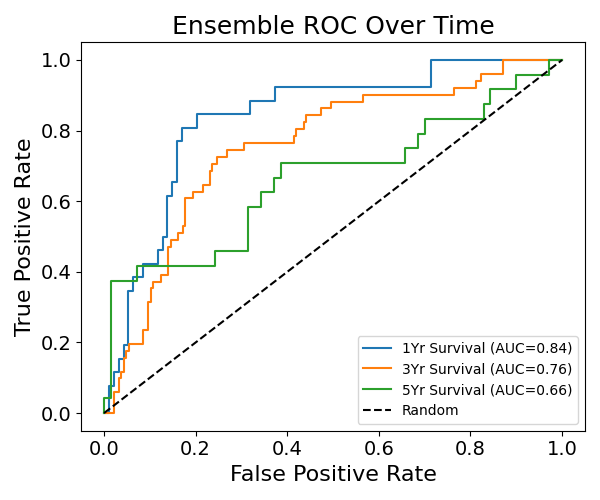 Ensemble ROC Over Time
True Positive Rate
1.0
0.8
0.6
0.4
0.2
0.0
1Yr Survival (AUC=0.84)
3Yr Survival (AUC=0.76)
5Yr Survival (AUC=0.66)
Random
0.0 0.2 0.4 0.6 0.8 1.0
False Positive Rate